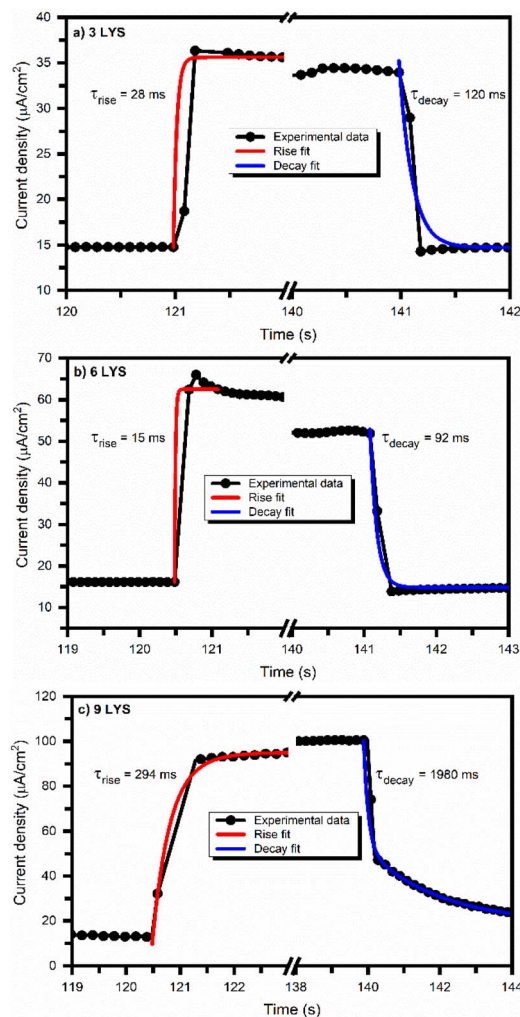 a) 3 LYS
τrise = 28 ms
τdecay = 120 ms
Experimental data
Rise fit
Decay fit
Current density (μA/cm²)
40
35
30
25
20
15
10
120 121 140 141 142
Time (s)
b) 6 LYS
τrise = 15 ms
τdecay = 92 ms
Experimental data
Rise fit
Decay fit
Current density (μA/cm²)
70
60
50
40
30
20
10
119 120 121 140 141 142 143
Time (s)
c) 9 LYS
τrise = 294 ms
τdecay = 1980 ms
Experimental data
Rise fit
Decay fit
Current density (μA/cm²)
120
100
80
60
40
20
0
119 120 121 122 138 140 142 144
Time (s)